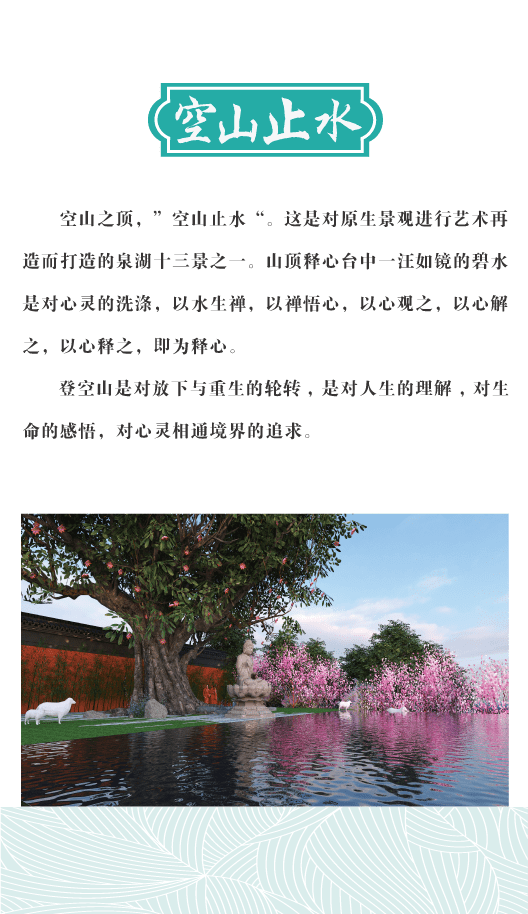 空山止水
空山之顶，”空山止水“。这是对原生景观进行艺术再
造而打造的泉湖十三景之一。山顶释心台中一汪如镜的碧水
是对心灵的洗涤，以水生禅，以禅悟心，以心观之，以心解
之，以心释之，即为释心。
登空山是对放下与重生的轮转，是对人生的理解，对生
命的感悟，对心灵相通境界的追求。